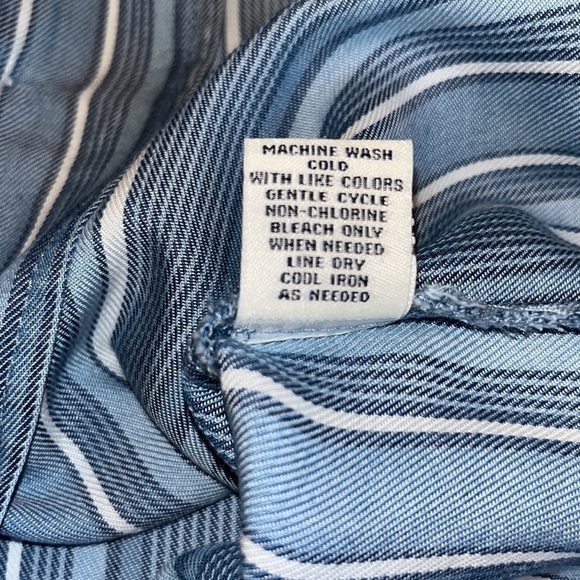 MACHINE WASH
COLD
WITH LIKE COLORS
GENTLE CYCLE
NON-CHLORINE
BLEACH ONLY
WHEN NEEDED
LINE DRY
COOL IRON
AS NEEDED